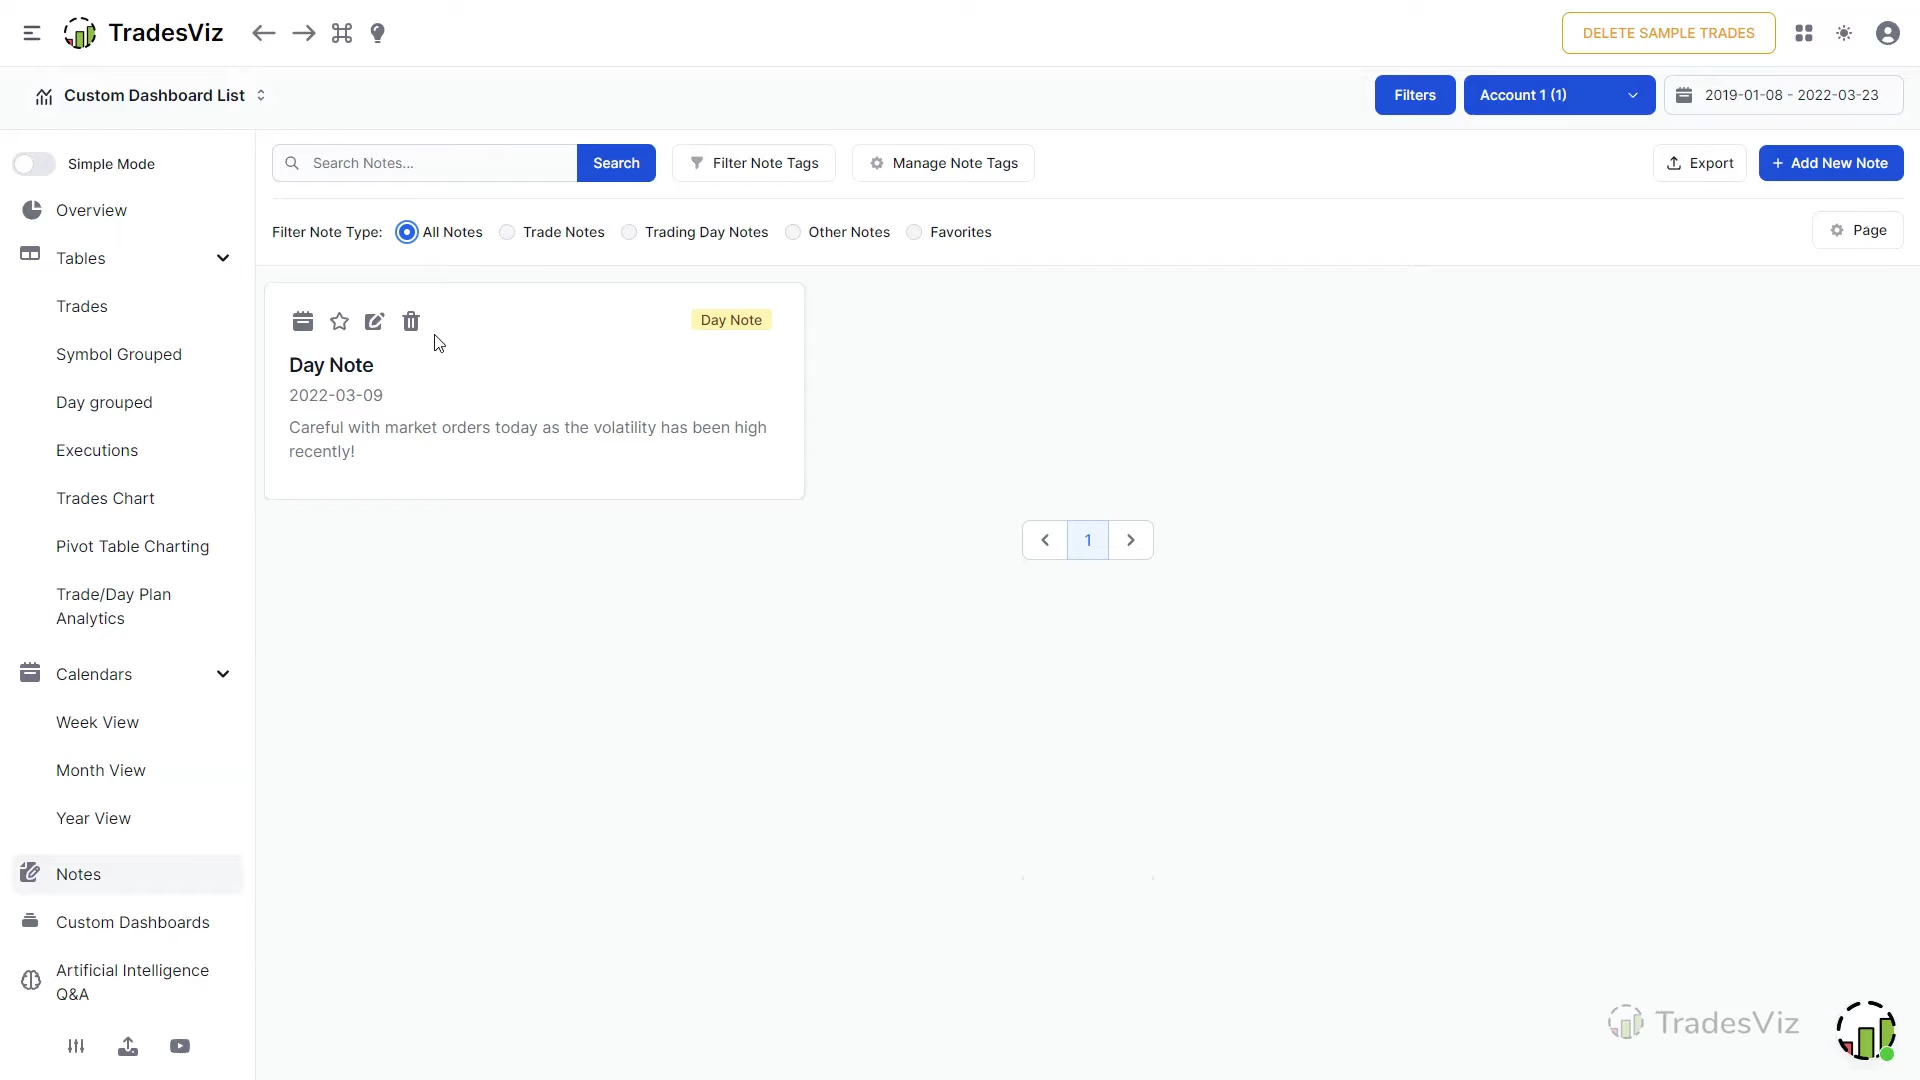 TradesViz
DELETE SAMPLE TRADES
Custom Dashboard List
Filters
Account 1 (1)
2019-01-08 - 2022-03-23
Simple Mode
Overview
Tables
Trades
Symbol Grouped
Day grouped
Executions
Trades Chart
Pivot Table Charting
Trade/Day Plan
Analytics
Calendars
Week View
Month View
Year View
Notes
Custom Dashboards
Artificial Intelligence
Q&A
Search Notes...
Search
Filter Note Tags
Manage Note Tags
Export
+ Add New Note
Filter Note Type:
All Notes
Trade Notes
Trading Day Notes
Other Notes
Favorites
Page
Day Note
Day Note
2022-03-09
Careful with market orders today as the volatility has been high
recently!
1
TradesViz